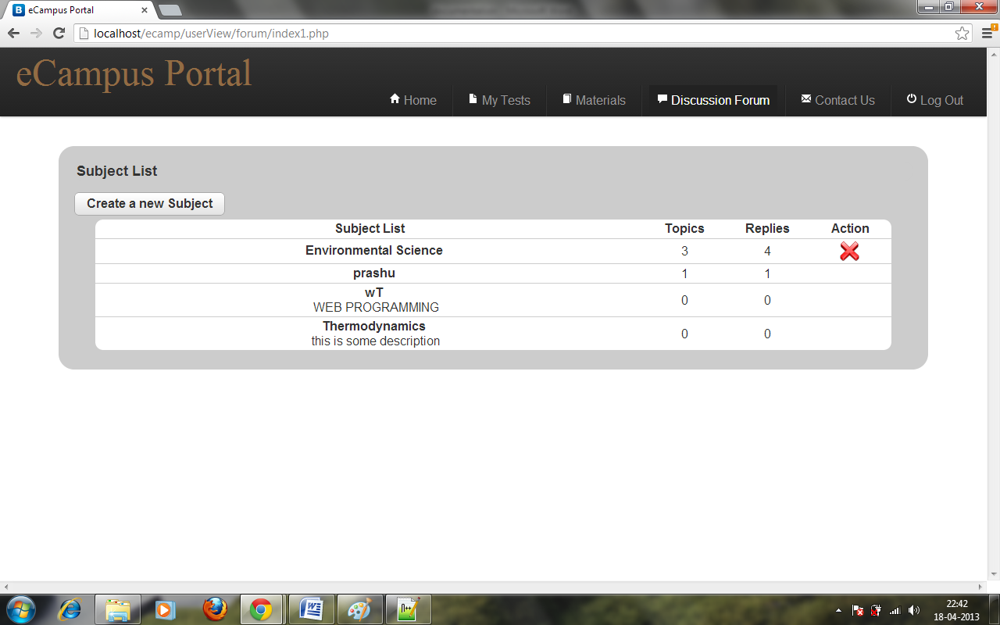 eCampus Portal
localhost/ecamp/userView/forum/index1.php
eCampus Portal
Home My Tests Materials Discussion Forum Contact Us Log Out
Subject List
Create a new Subject
Subject List Topics Replies Action
Environmental Science 3 4
prashu 1 1
wT
WEB PROGRAMMING 0 0
Thermodynamics
this is some description 0 0
22:42
18-04-2013